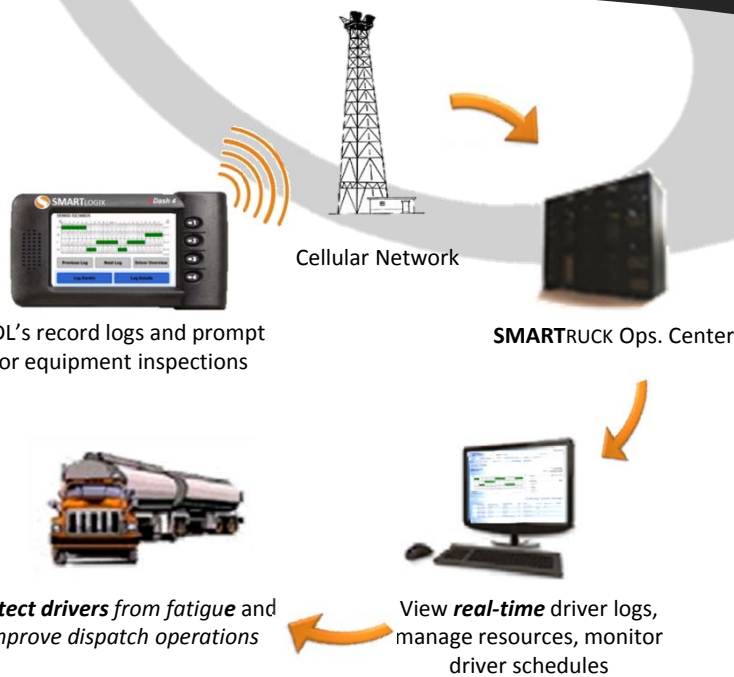 SMARTLOGIX Dash 4
Previous Log Next Log Driver Overview
Log Details
Cellular Network
DL's record logs and prompt
or equipment inspections
SMARTRUCK Ops. Center
tect drivers from fatigue and
mprove dispatch operations
View real-time driver logs,
manage resources, monitor
driver schedules